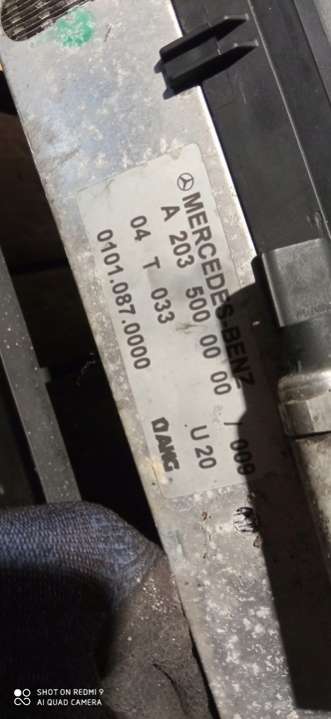 MERCEDES-BENZ
A 203 500 00 00 / 009
04 T 033 U 20
0101.087.0000 AMG
SHOT ON REDMI 9
AI QUAD CAMERA